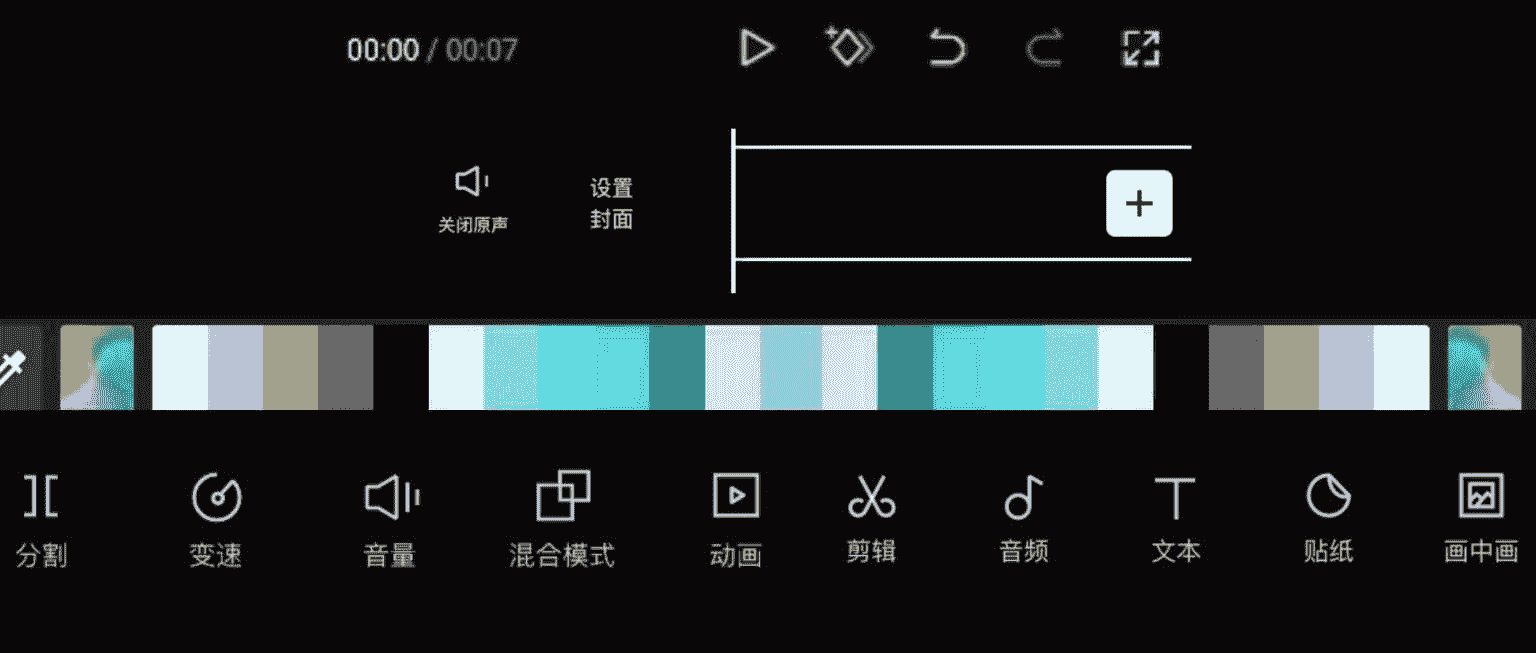 00:00 / 00:07
关闭原声
设置
封面
分割
变速
音量
混合模式
动画
剪辑
音频
文本
贴纸
画中画